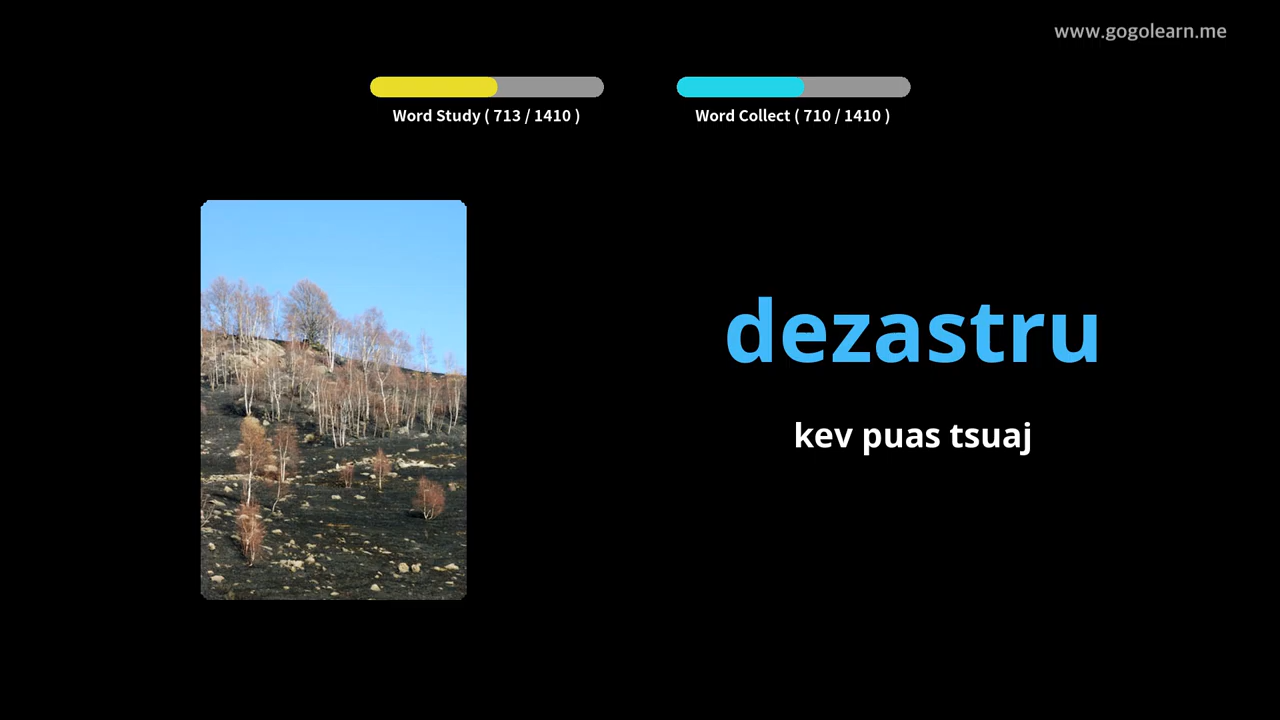 www.gogolearn.me
Word Study ( 713 / 1410 )
Word Collect ( 710 / 1410 )
dezastru
kev puas tsuaj